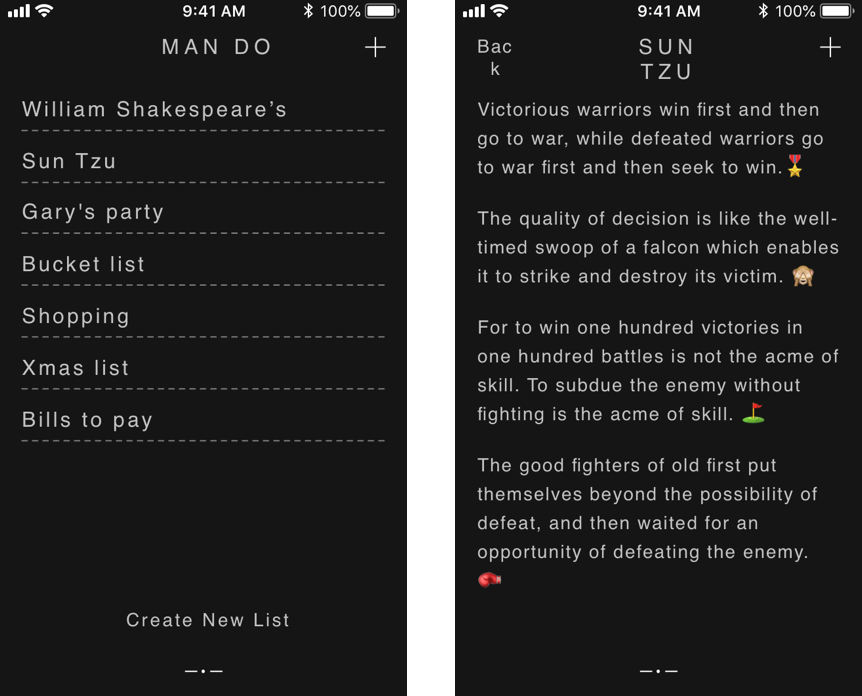 9:41 AM 100%
MAN DO +
William Shakespeare’s
Sun Tzu
Gary's party
Bucket list
Shopping
Xmas list
Bills to pay
Create New List
9:41 AM 100%
Bac
k
SUN
TZU
+
Victorious warriors win first and then
go to war, while defeated warriors go
to war first and then seek to win.🎖️
The quality of decision is like the well-
timed swoop of a falcon which enables
it to strike and destroy its victim. 🙈
For to win one hundred victories in
one hundred battles is not the acme of
skill. To subdue the enemy without
fighting is the acme of skill. ⛳
The good fighters of old first put
themselves beyond the possibility of
defeat, and then waited for an
opportunity of defeating the enemy.
🥊